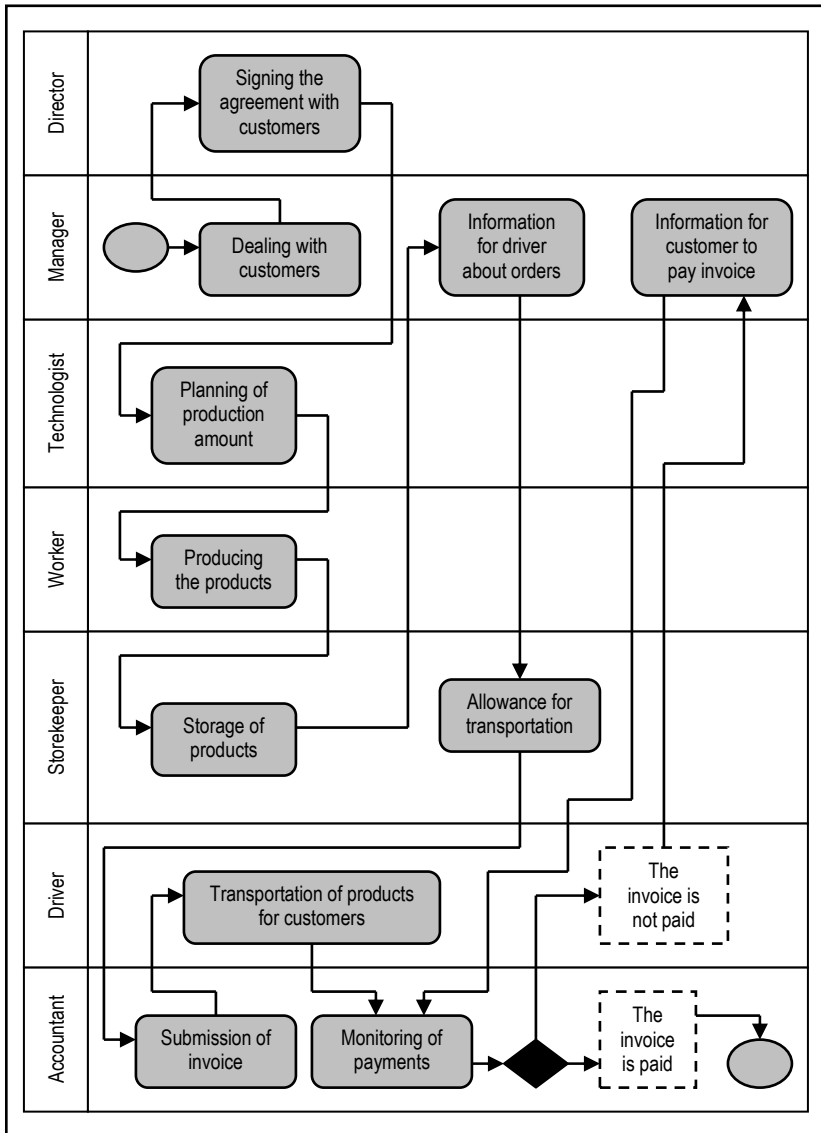 Director
Signing the
agreement with
customers
Manager
Dealing with
customers
Information
for driver
about orders
Information for
customer to
pay invoice
Technologist
Planning of
production
amount
Worker
Producing
the products
Storekeeper
Storage of
products
Allowance for
transportation
Driver
Transportation of products
for customers
The
invoice is
not paid
Accountant
Submission of
invoice
Monitoring of
payments
The
invoice
is paid